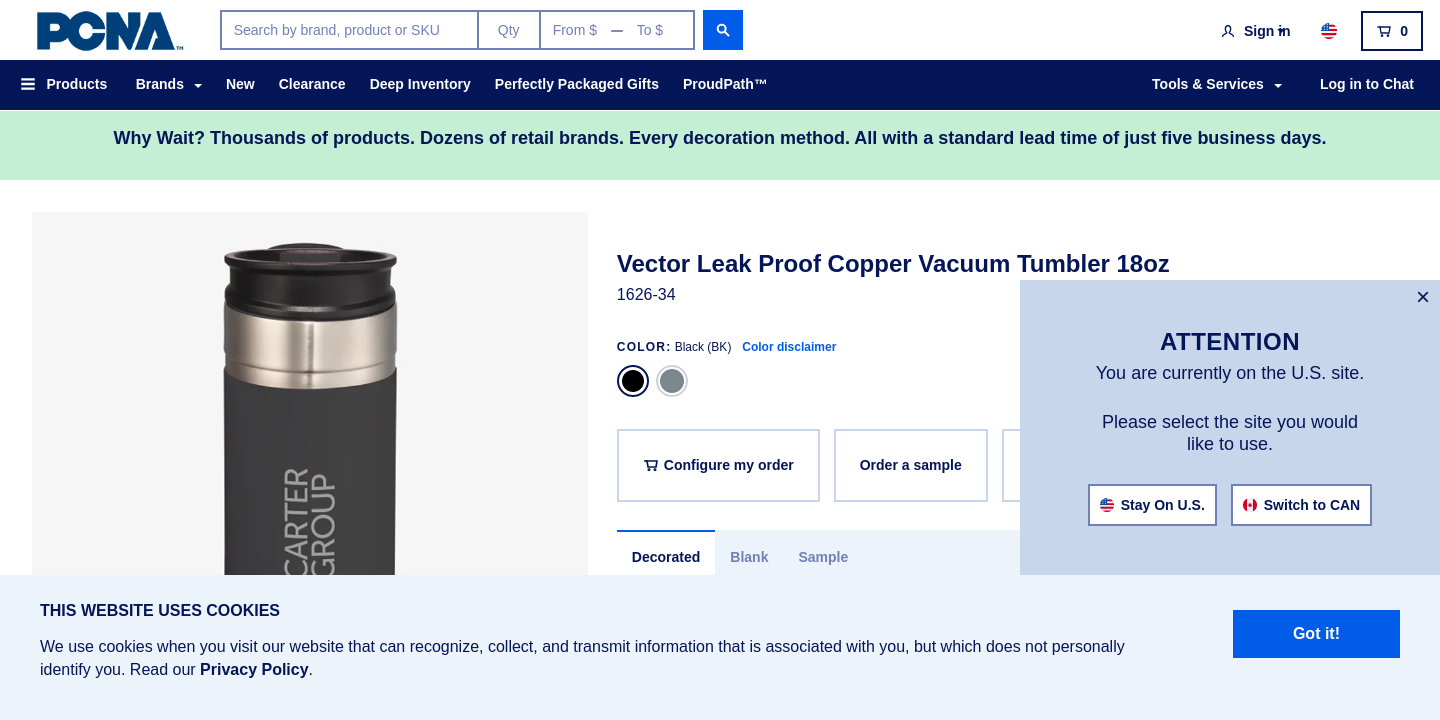 PCNA™
Search by brand, product or SKU
Qty
From $ — To $
Sign in
0
Products
Brands
New
Clearance
Deep Inventory
Perfectly Packaged Gifts
ProudPath™
Tools & Services
Log in to Chat
Why Wait? Thousands of products. Dozens of retail brands. Every decoration method. All with a standard lead time of just five business days.
CARTER
GROUP
Vector Leak Proof Copper Vacuum Tumbler 18oz
1626-34
COLOR: Black (BK) Color disclaimer
Configure my order
Order a sample
Decorated
Blank
Sample
×
ATTENTION
You are currently on the U.S. site.
Please select the site you would
like to use.
Stay On U.S.
Switch to CAN
THIS WEBSITE USES COOKIES
We use cookies when you visit our website that can recognize, collect, and transmit information that is associated with you, but which does not personally
identify you. Read our Privacy Policy.
Got it!